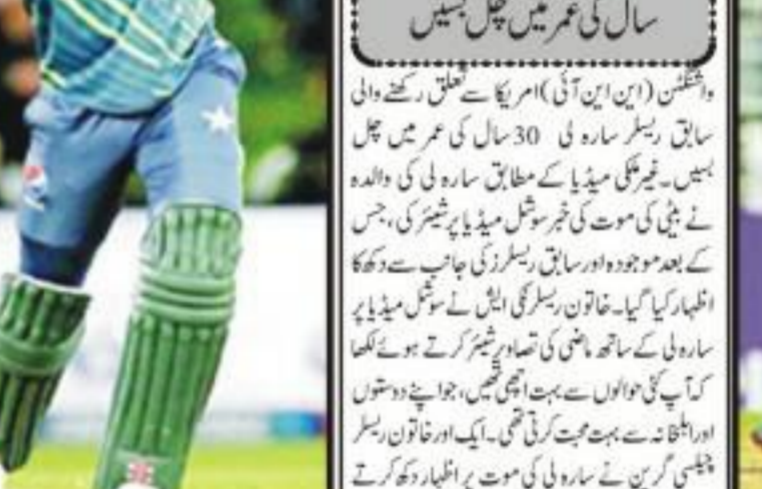 سال کی عمر میں چل بسیں
واشنگٹن (این این آئی) امریکا سے تعلق رکھنے والی
سابق ریسلر سارہ لی 30 سال کی عمر میں چل
بسیں۔ غیر ملکی میڈیا کے مطابق سارہ لی کی والدہ
نے بیٹی کی موت کی خبر سوشل میڈیا پر شیئر کی، جس
کے بعد موجودہ اور سابق ریسلرز کی جانب سے دکھ کا
اظہار کیا گیا۔ خاتون ریسلر نکی ایش نے سوشل میڈیا پر
سارہ لی کے ساتھ ماضی کی تصاویر شیئر کرتے ہوئے لکھا
کہ آپ کئی حوالوں سے بہت اچھی تھیں، جو اپنے دوستوں
اور اہلخانہ سے بہت محبت کرتی تھی۔ ایک اور خاتون ریسلر
چیلسی گرین نے سارہ لی کی موت پر اظہار دکھ کرتے